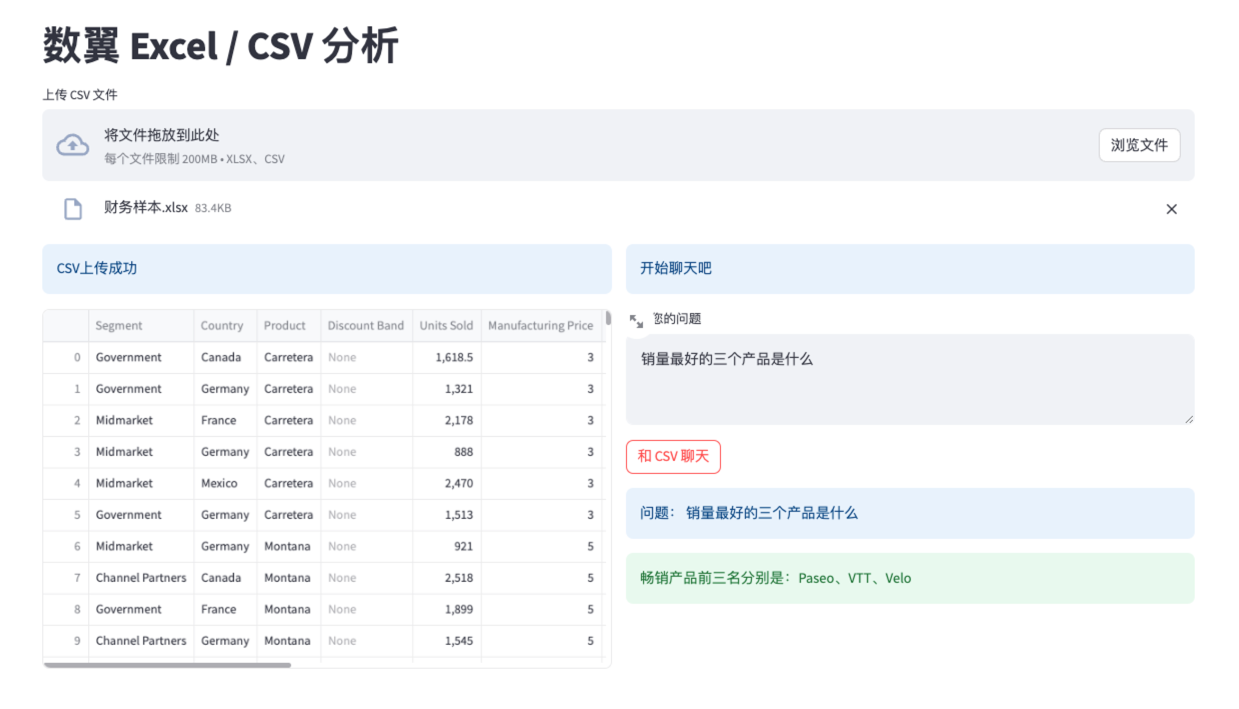 数翼 Excel / CSV 分析
上传 CSV 文件
将文件拖放到此处
每个文件限制 200MB • XLSX、CSV
浏览文件
财务样本.xlsx 83.4KB
CSV上传成功
Segment Country Product Discount Band Units Sold Manufacturing Price
0 Government Canada Carretera None 1,618.5 3
1 Government Germany Carretera None 1,321 3
2 Midmarket France Carretera None 2,178 3
3 Midmarket Germany Carretera None 888 3
4 Midmarket Mexico Carretera None 2,470 3
5 Government Germany Carretera None 1,513 3
6 Midmarket Germany Montana None 921 5
7 Channel Partners Canada Montana None 2,518 5
8 Government France Montana None 1,899 5
9 Channel Partners Germany Montana None 1,545 5
开始聊天吧
您的问题
销量最好的三个产品是什么
和 CSV 聊天
问题： 销量最好的三个产品是什么
畅销产品前三名分别是：Paseo、VTT、Velo